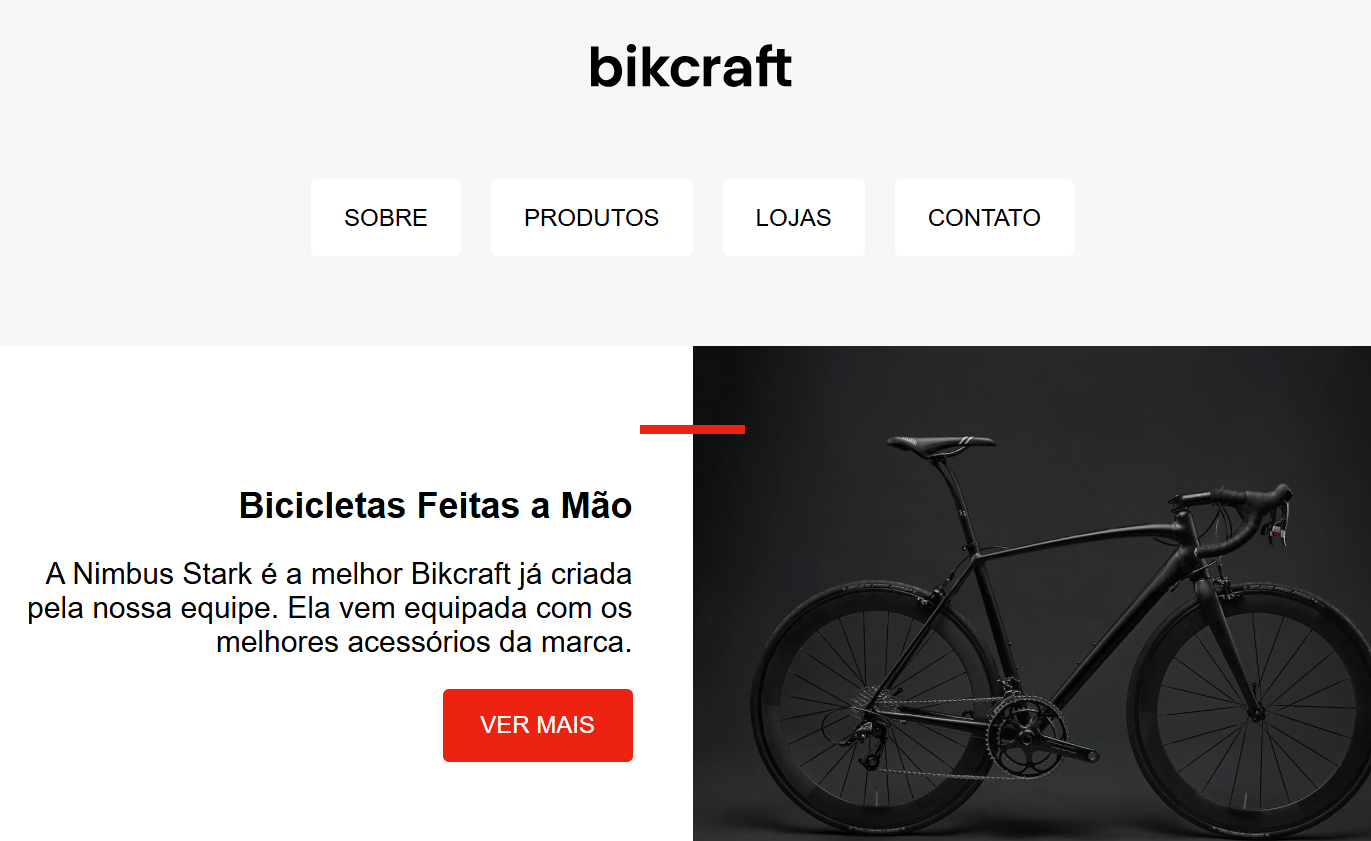 bikcraft
SOBRE
PRODUTOS
LOJAS
CONTATO
Bicicletas Feitas a Mão
A Nimbus Stark é a melhor Bikcraft já criada
pela nossa equipe. Ela vem equipada com os
melhores acessórios da marca.
VER MAIS